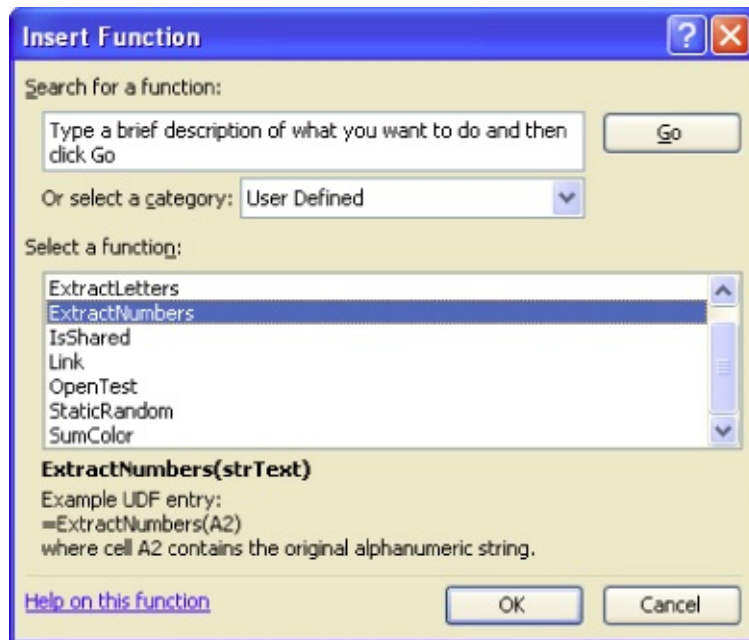 Insert Function
Search for a function:
Type a brief description of what you want to do and then
click Go
Go
Or select a category: User Defined
Select a function:
ExtractLetters
ExtractNumbers
IsShared
Link
OpenTest
StaticRandom
SumColor
ExtractNumbers(strText)
Example UDF entry:
=ExtractNumbers(A2)
where cell A2 contains the original alphanumeric string.
Help on this function
OK
Cancel